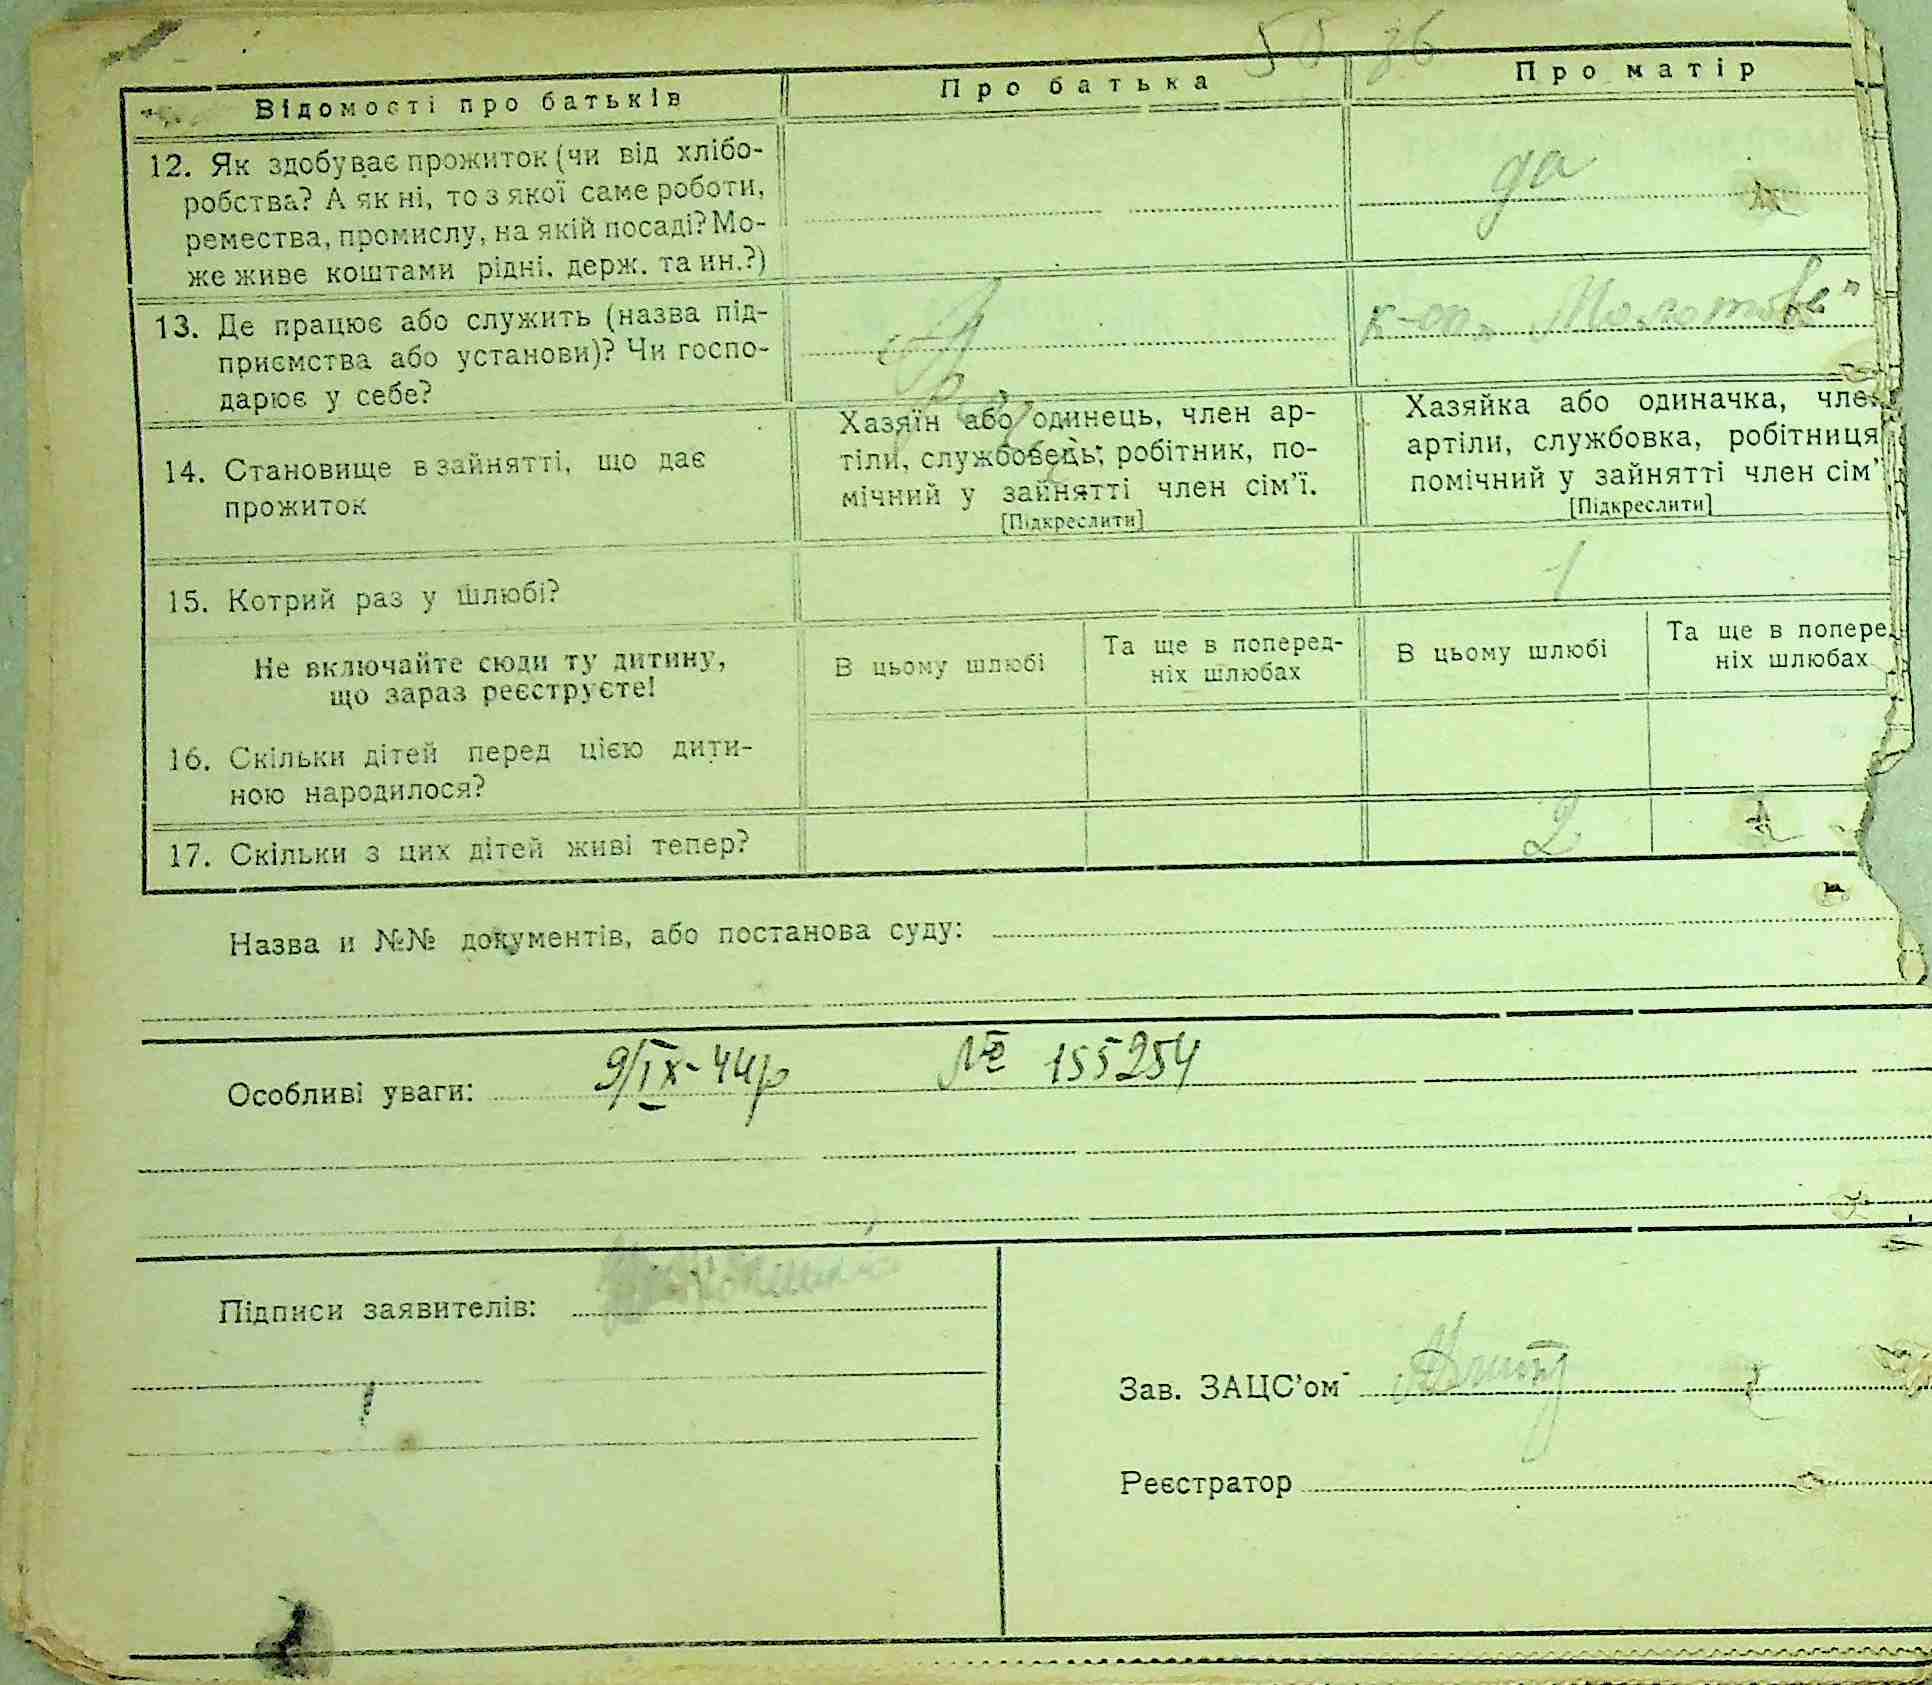 Відомості про батьків Про батька Про матір
12. Як здобуває прожиток (чи від хлібо-
робства? А як ні, то з якої саме роботи,
ремества, промислу, на якій посаді? Мо-
же живе коштами рідні, держ. та ин.?)
да
13. Де працює або служить (назва під-
приємства або установи)? Чи госпо-
дарює у себе?
к-оп „Молотова"
14. Становище в зайнятті, що дає
прожиток
Хазяїн або одинець, член ар-
тіли, службовець, робітник, по-
мічний у зайнятті член сім'ї.
[Підкреслити]
Хазяйка або одиначка, член
артіли, службовка, робітниця
помічний у зайнятті член сім'
[Підкреслити]
15. Котрий раз у шлюбі? 1
Не включайте сюди ту дитину,
що зараз реєструєте!
В цьому шлюбі
Та ще в поперед-
ніх шлюбах
В цьому шлюбі
Та ще в попере
ніх шлюбах
16. Скільки дітей перед цією дити-
ною народилося?
17. Скільки з цих дітей живі тепер? 2
Назва и №№ документів, або постанова суду:
Особливі уваги: 9/IX-44р № 155254
Підписи заявителів:
Зав. ЗАЦС'ом
Реєстратор